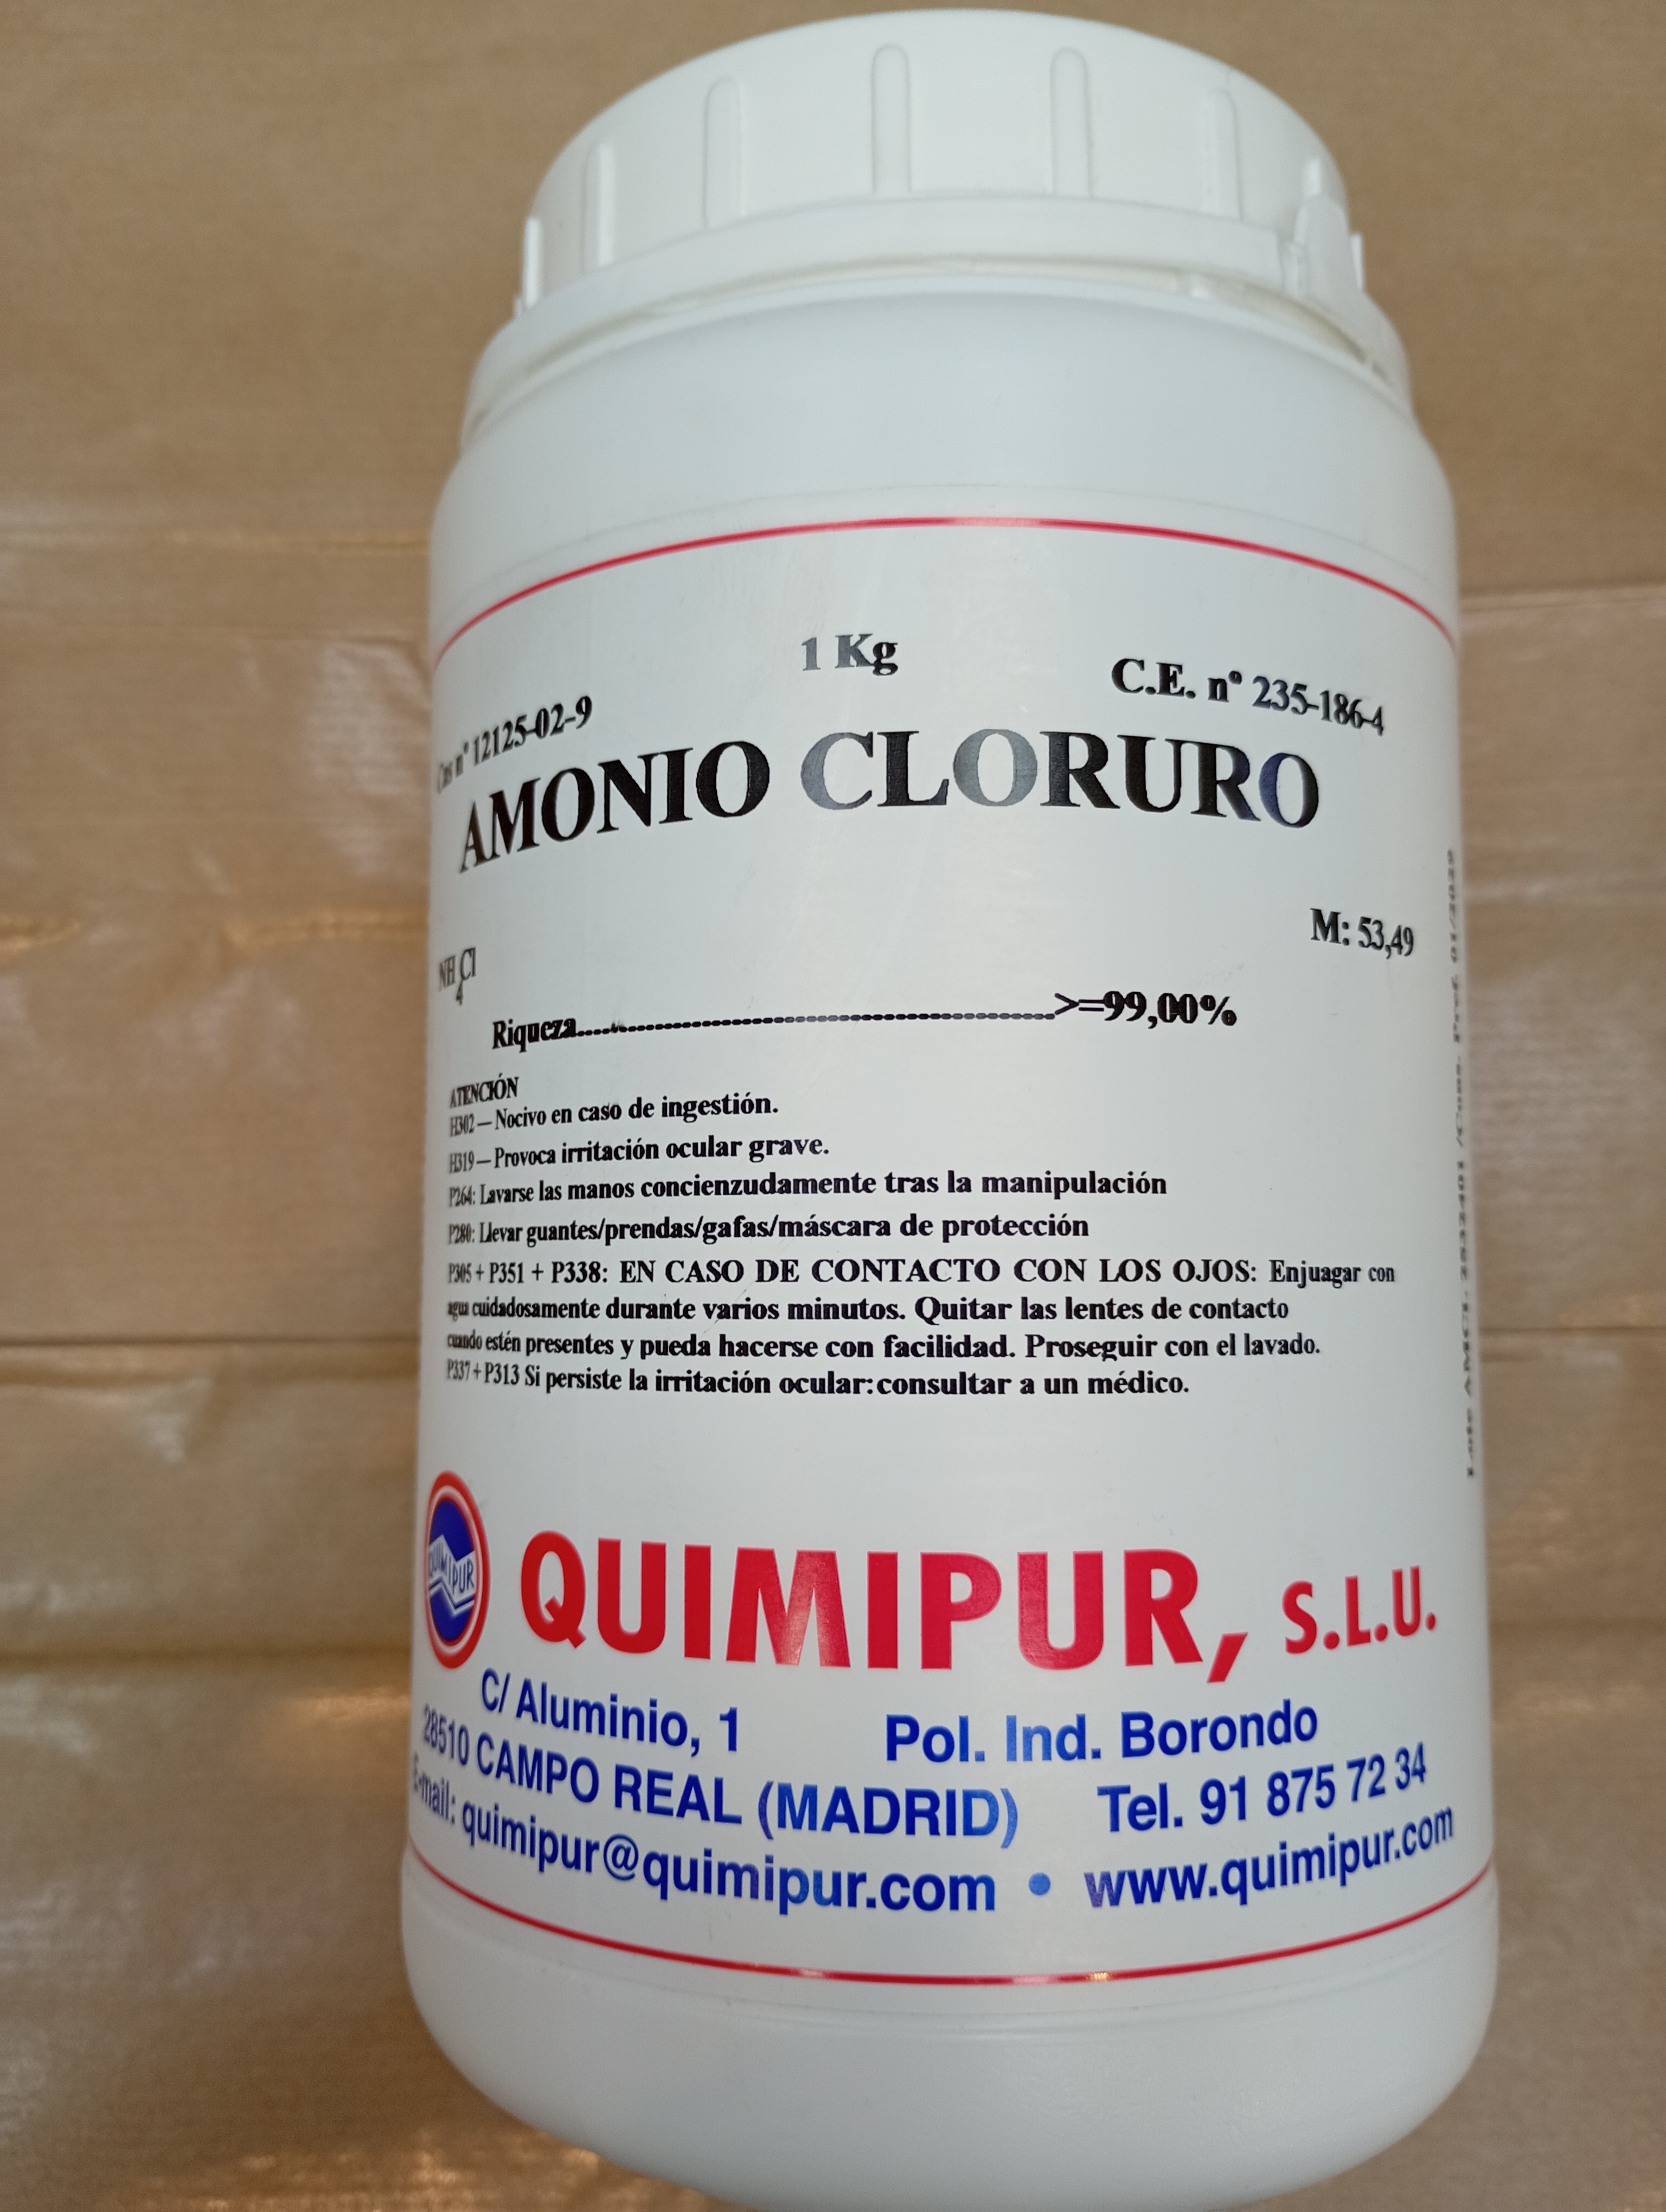 1 Kg
Cas nº 12125-02-9
C.E. nº 235-186-4
AMONIO CLORURO
NH4Cl
M: 53,49
Riqueza.....................................................>=99,00%
ATENCIÓN
H302 – Nocivo en caso de ingestión.
H319 – Provoca irritación ocular grave.
P264: Lavarse las manos concienzudamente tras la manipulación
P280: Llevar guantes/prendas/gafas/máscara de protección
P305 + P351 + P338: EN CASO DE CONTACTO CON LOS OJOS: Enjuagar con
agua cuidadosamente durante varios minutos. Quitar las lentes de contacto
cuando estén presentes y pueda hacerse con facilidad. Proseguir con el lavado.
P337 + P313 Si persiste la irritación ocular:consultar a un médico.
QUIMIPUR
QUIMIPUR, S.L.U.
C/ Aluminio, 1 Pol. Ind. Borondo
28510 CAMPO REAL (MADRID) Tel. 91 875 72 34
E-mail: quimipur@quimipur.com • www.quimipur.com
Lote /Cons. Pref.